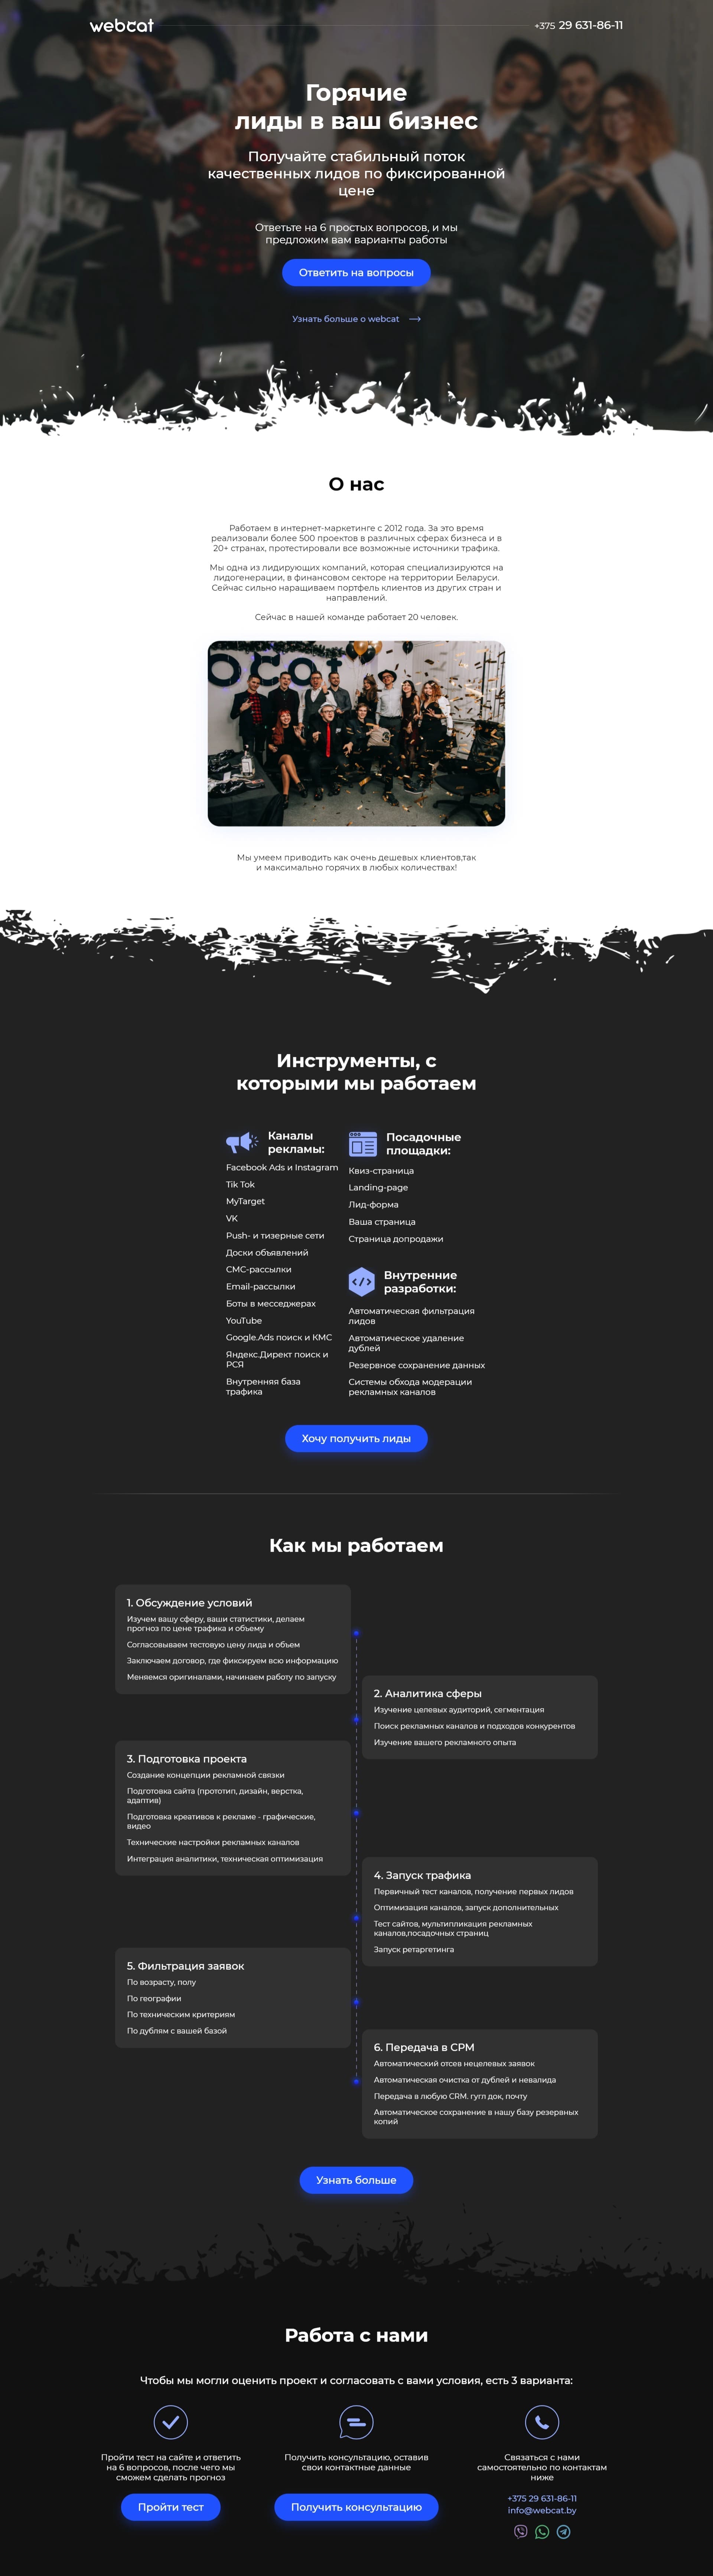 webcat
+375 29 631-86-11
Горячие
лиды в ваш бизнес
Получайте стабильный поток
качественных лидов по фиксированной
цене
Ответьте на 6 простых вопросов, и мы
предложим вам варианты работы
Ответить на вопросы
Узнать больше о webcat
О нас
Работаем в интернет-маркетинге с 2012 года. За это время
реализовали более 500 проектов в различных сферах бизнеса и в
20+ странах, протестировали все возможные источники трафика.
Мы одна из лидирующих компаний, которая специализируются на
лидогенерации, в финансовом секторе на территории Беларуси.
Сейчас сильно наращиваем портфель клиентов из других стран и
направлений.
Сейчас в нашей команде работает 20 человек.
Мы умеем приводить как очень дешевых клиентов,так
и максимально горячих в любых количествах!
Инструменты, с
которыми мы работаем
Каналы
рекламы:
Facebook Ads и Instagram
Tik Tok
MyTarget
VK
Push- и тизерные сети
Доски объявлений
СМС-рассылки
Email-рассылки
Боты в месседжерах
YouTube
Google.Ads поиск и КМС
Яндекс.Директ поиск и
РСЯ
Внутренняя база
трафика
Посадочные
площадки:
Квиз-страница
Landing-page
Лид-форма
Ваша страница
Страница допродажи
Внутренние
разработки:
Автоматическая фильтрация
лидов
Автоматическое удаление
дублей
Резервное сохранение данных
Системы обхода модерации
рекламных каналов
Хочу получить лиды
Как мы работаем
1. Обсуждение условий
Изучем вашу сферу, ваши статистики, делаем
прогноз по цене трафика и объему
Согласовываем тестовую цену лида и объем
Заключаем договор, где фиксируем всю информацию
Меняемся оригиналами, начинаем работу по запуску
2. Аналитика сферы
Изучение целевых аудиторий, сегментация
Поиск рекламных каналов и подходов конкурентов
Изучение вашего рекламного опыта
3. Подготовка проекта
Создание концепции рекламной связки
Подготовка сайта (прототип, дизайн, верстка,
адаптив)
Подготовка креативов к рекламе - графические,
видео
Технические настройки рекламных каналов
Интеграция аналитики, техническая оптимизация
4. Запуск трафика
Первичный тест каналов, получение первых лидов
Оптимизация каналов, запуск дополнительных
Тест сайтов, мультипликация рекламных
каналов,посадочных страниц
Запуск ретаргетинга
5. Фильтрация заявок
По возрасту, полу
По географии
По техническим критериям
По дублям с вашей базой
6. Передача в СРМ
Автоматический отсев нецелевых заявок
Автоматическая очистка от дублей и невалида
Передача в любую CRM. гугл док, почту
Автоматическое сохранение в нашу базу резервных
копий
Узнать больше
Работа с нами
Чтобы мы могли оценить проект и согласовать с вами условия, есть 3 варианта:
Пройти тест на сайте и ответить
на 6 вопросов, после чего мы
сможем сделать прогноз
Пройти тест
Получить консультацию, оставив
свои контактные данные
Получить консультацию
Связаться с нами
самостоятельно по контактам
ниже
+375 29 631-86-11
info@webcat.by